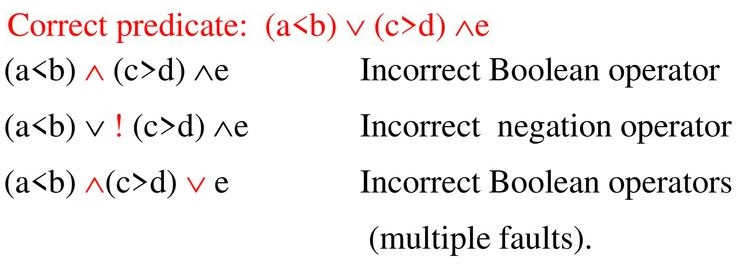 Correct predicate: (a<b) ∨ (c>d) ∧e
(a<b) ∧ (c>d) ∧e Incorrect Boolean operator
(a<b) ∨ ! (c>d) ∧e Incorrect negation operator
(a<b) ∧(c>d) ∨ e Incorrect Boolean operators
(multiple faults).